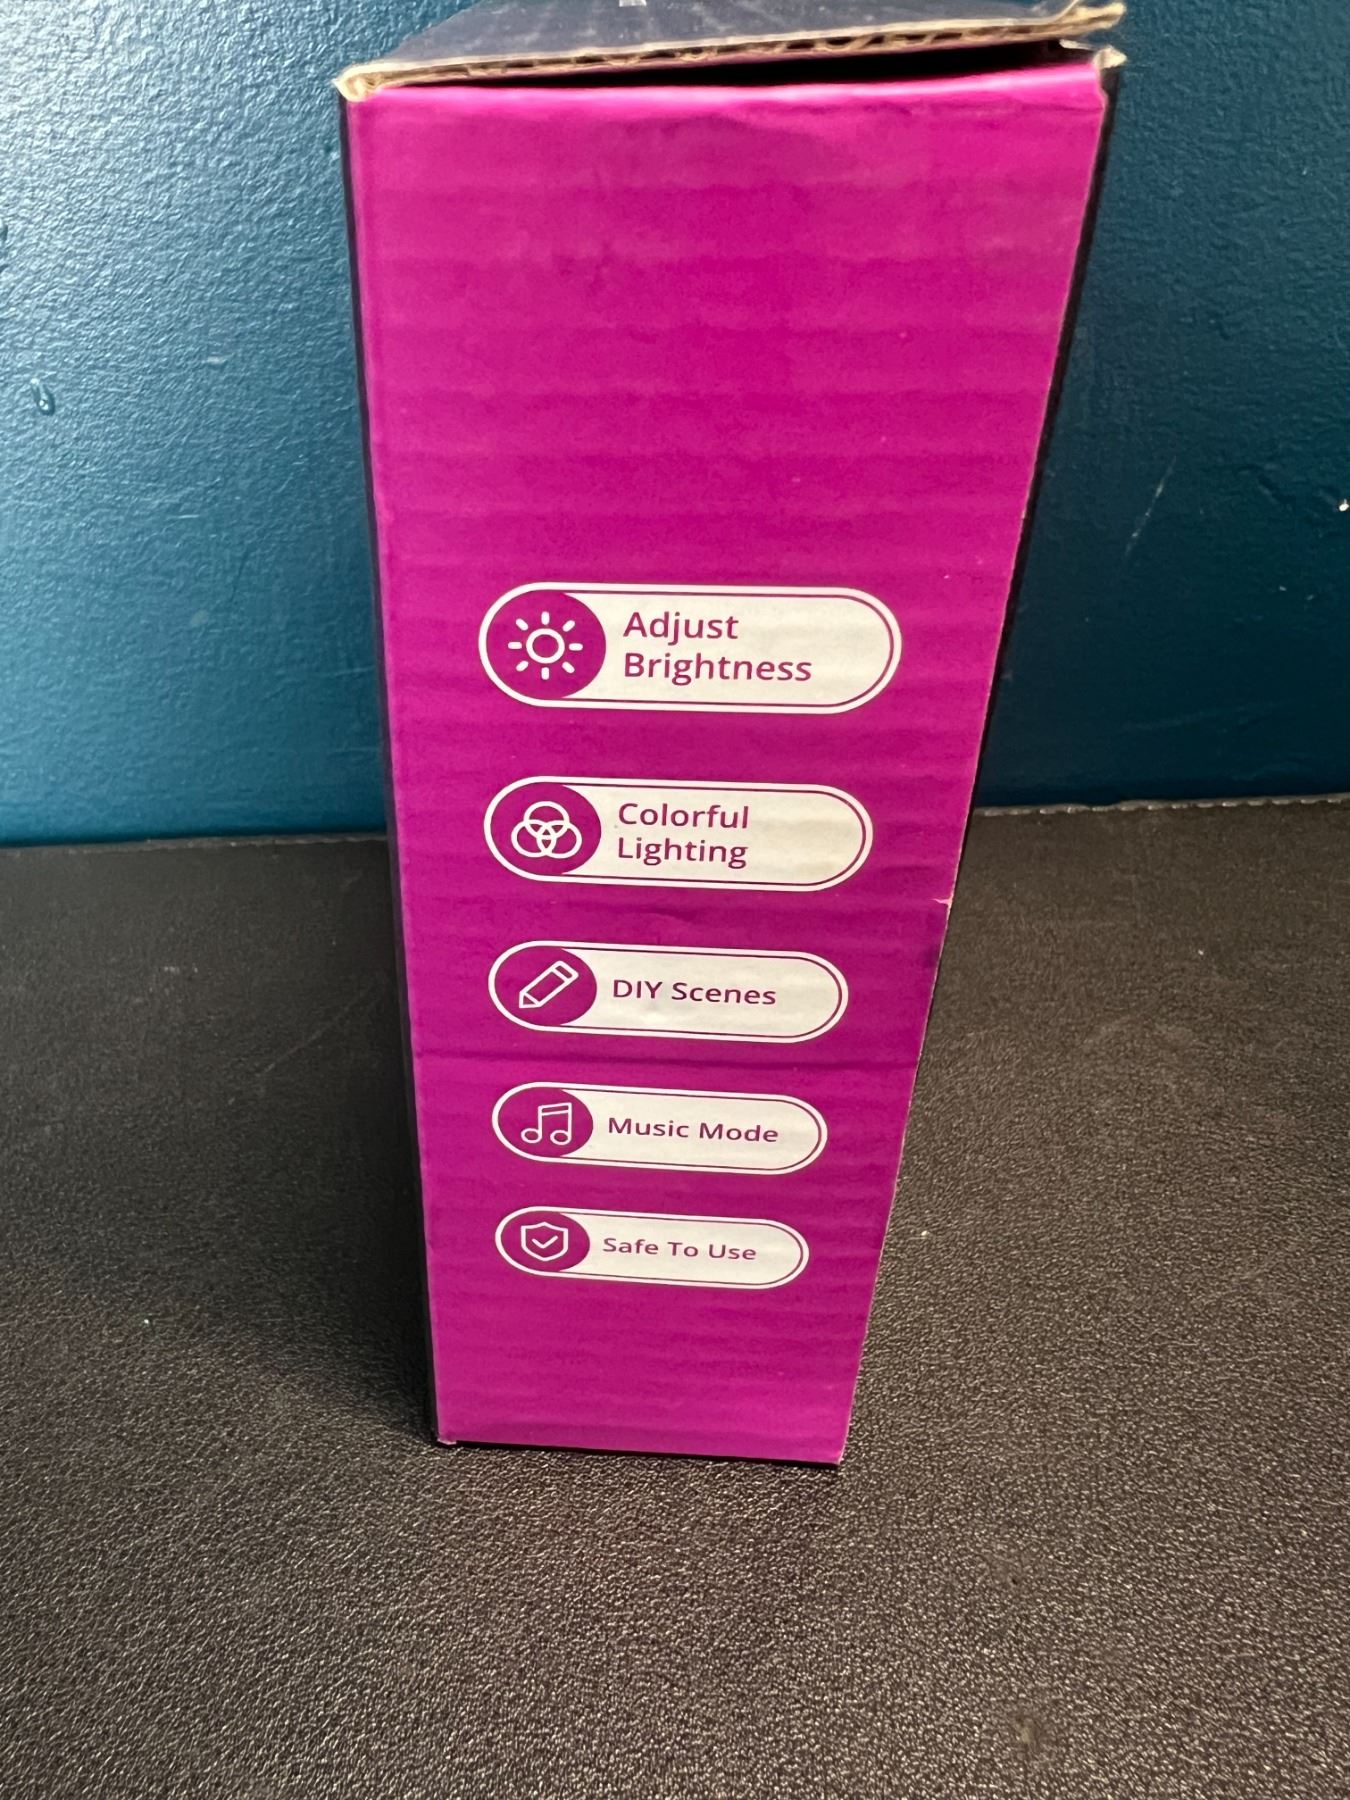 Adjust
Brightness
Colorful
Lighting
DIY Scenes
Music Mode
Safe To Use